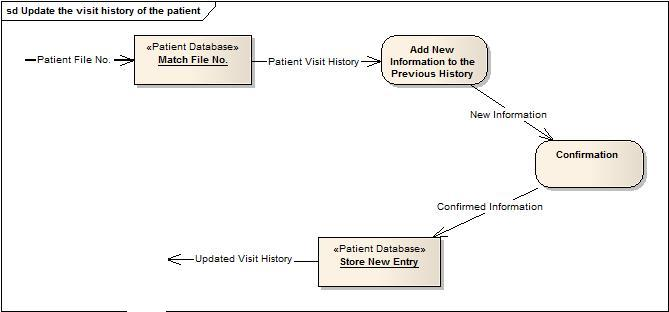 sd Update the visit history of the patient
Patient File No.
«Patient Database»
Match File No.
Patient Visit History
Add New
Information to the
Previous History
New Information
Confirmation
Confirmed Information
«Patient Database»
Store New Entry
Updated Visit History